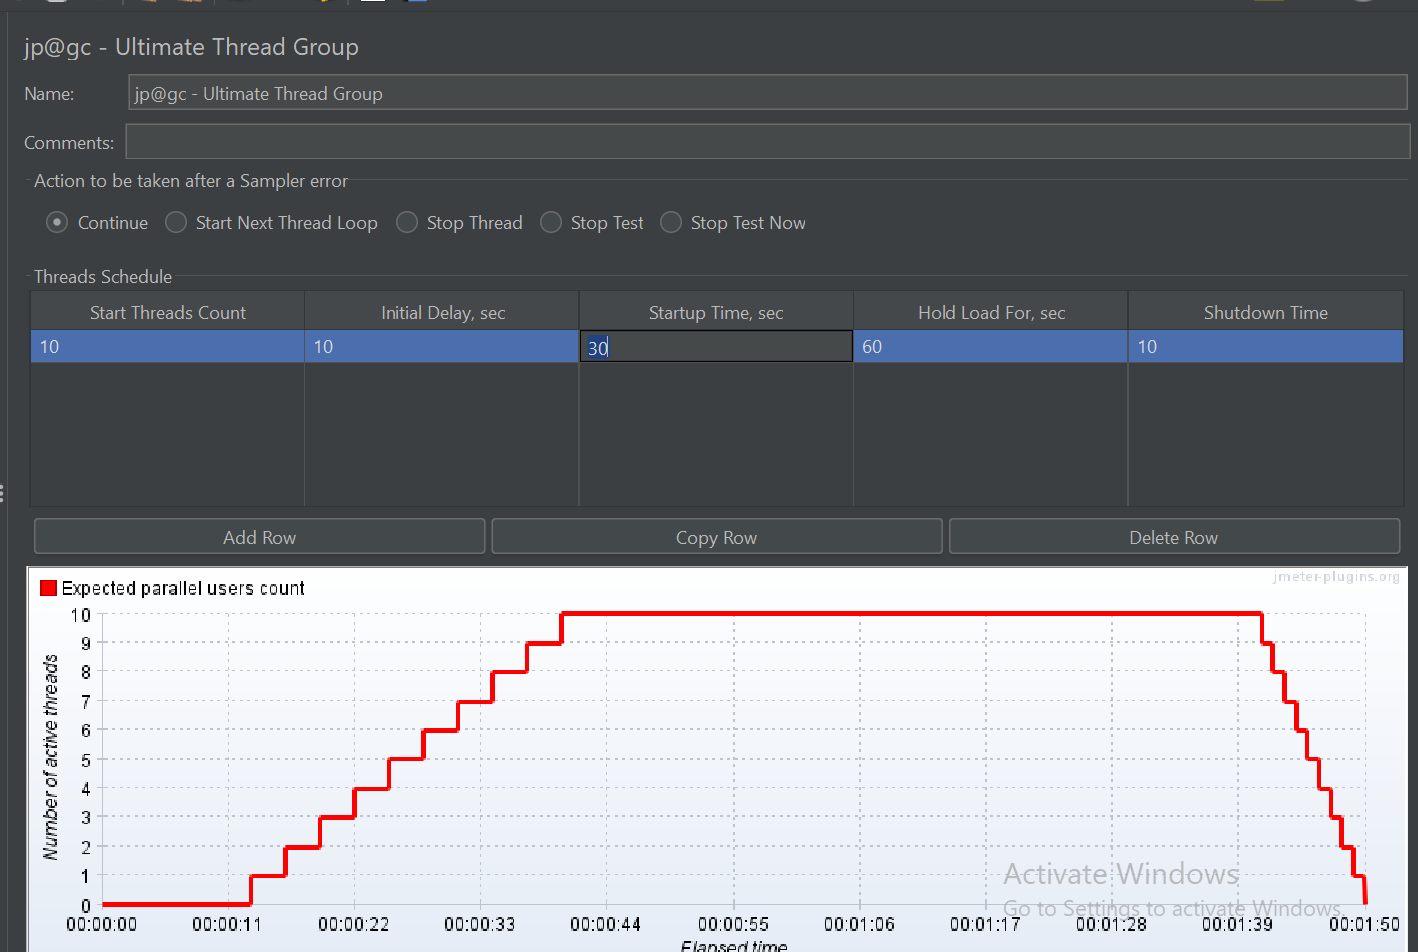 jp@gc - Ultimate Thread Group
Name: jp@gc - Ultimate Thread Group
Comments:
Action to be taken after a Sampler error
Continue Start Next Thread Loop Stop Thread Stop Test Stop Test Now
Threads Schedule
Start Threads Count Initial Delay, sec Startup Time, sec Hold Load For, sec Shutdown Time
10 10 30 60 10
Add Row Copy Row Delete Row
jmeter-plugins.org
Expected parallel users count
Number of active threads
10
9
8
7
6
5
4
3
2
1
0
00:00:00 00:00:11 00:00:22 00:00:33 00:00:44 00:00:55 00:01:06 00:01:17 00:01:28 00:01:39 00:01:50
Elapsed time
Activate Windows
Go to Settings to activate Windows.